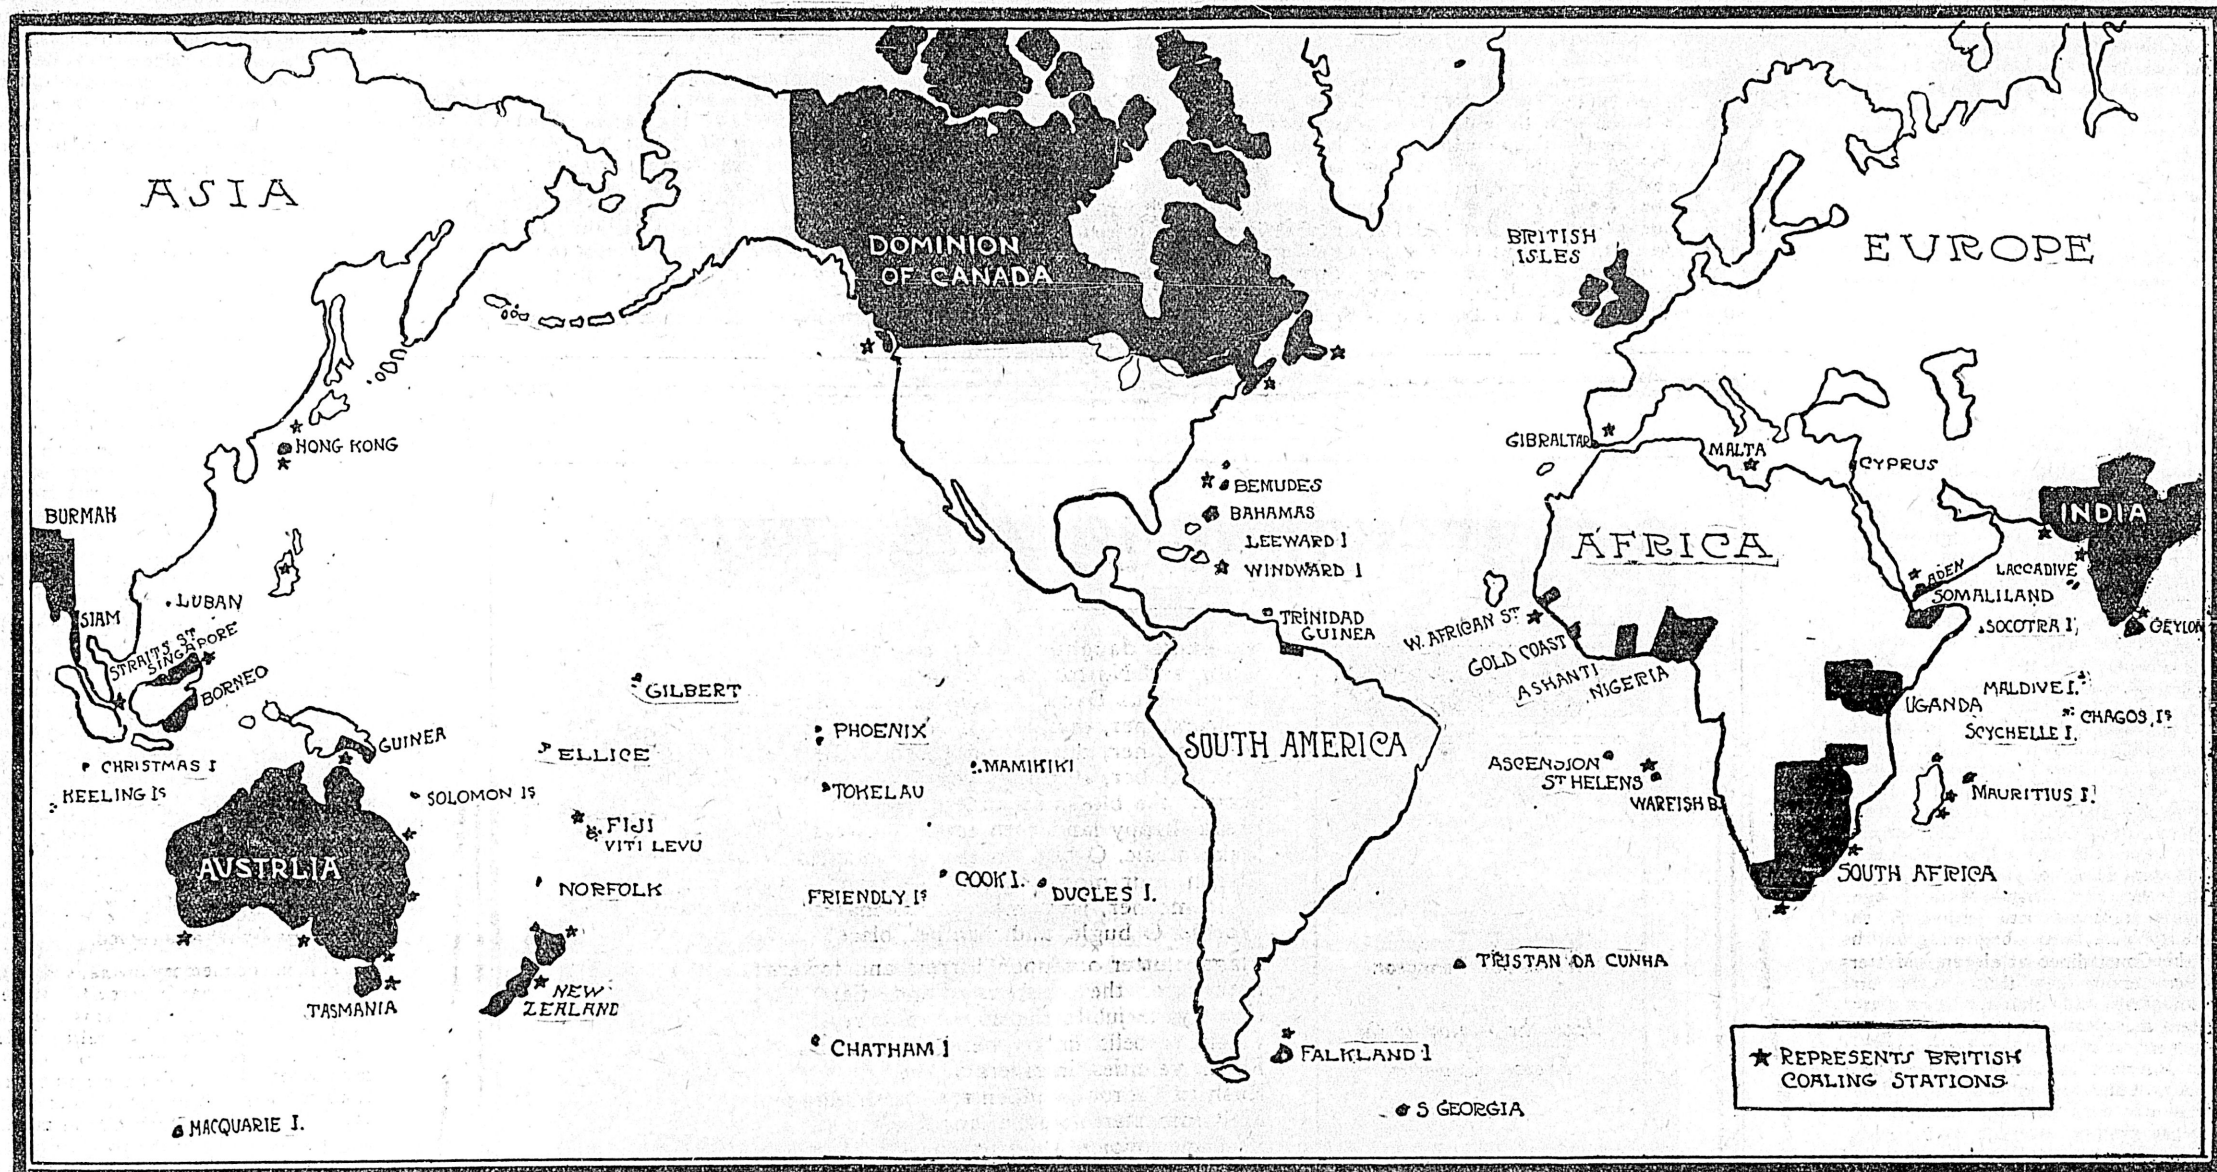 ASIA
DOMINION
OF CANADA
BRITISH
ISLES
EUROPE
HONG KONG
GIBRALTAR
MALTA
CYPRUS
BURMAH
BEMUDES
BAHAMAS
LEEWARD I
WINDWARD I
AFRICA
INDIA
ADEN
LACCADIVE
SOMALILAND
SOCOTRA I
CEYLON
LUBAN
SIAM
STRAITS ST
SINGAPORE
BORNEO
TRINIDAD
GUINEA
W. AFRICAN ST
GOLD COAST
ASHANTI
NIGERIA
GILBERT
UGANDA
MALDIVE I.
CHAGOS, IS
SCYCHELLE I.
PHOENIX
GUINEA
ELLICE
SOUTH AMERICA
CHRISTMAS I
KEELING IS
SOLOMON IS
MAMIKIKI
TOKELAU
ASCENSION
ST HELENS
WARFISH B.
MAURITIUS I.
FIJI
VITI LEVU
AUSTRLIA
NORFOLK
FRIENDLY IS
COOK I.
DUCLES I.
SOUTH AFRICA
TRISTAN DA CUNHA
TASMANIA
NEW
ZEALAND
CHATHAM I
FALKLAND I
★ REPRESENTS BRITISH
COALING STATIONS
S GEORGIA
MACQUARIE I.